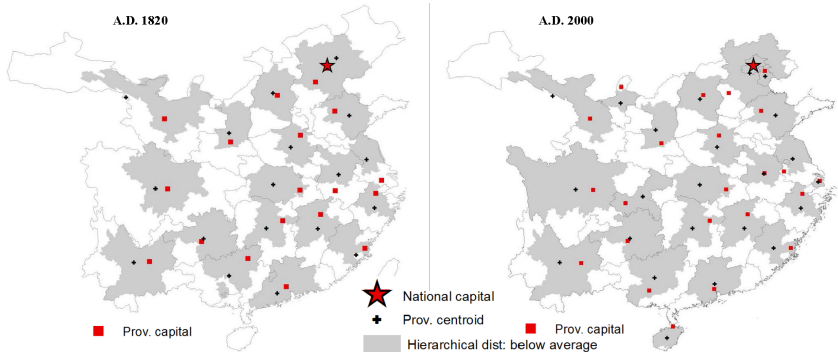 A.D. 1820
A.D. 2000
National capital
Prov. centroid
Prov. capital
Prov. capital
Hierarchical dist: below average